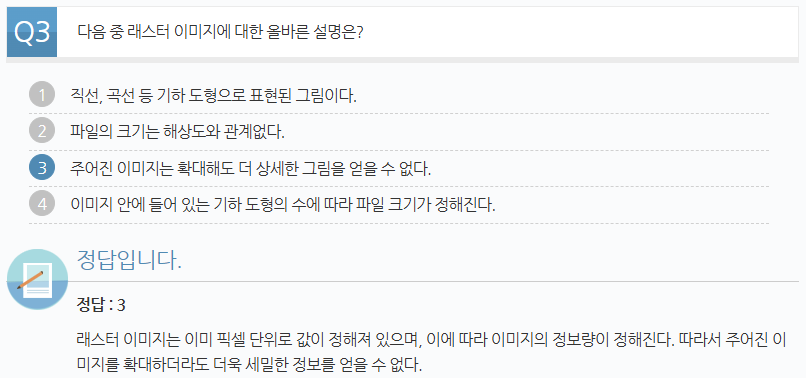 Q3 다음 중 래스터 이미지에 대한 올바른 설명은?
1 직선, 곡선 등 기하 도형으로 표현된 그림이다.
2 파일의 크기는 해상도와 관계없다.
3 주어진 이미지는 확대해도 더 상세한 그림을 얻을 수 없다.
4 이미지 안에 들어 있는 기하 도형의 수에 따라 파일 크기가 정해진다.
정답입니다.
정답 : 3
래스터 이미지는 이미 픽셀 단위로 값이 정해져 있으며, 이에 따라 이미지의 정보량이 정해진다. 따라서 주어진 이
미지를 확대하더라도 더욱 세밀한 정보를 얻을 수 없다.